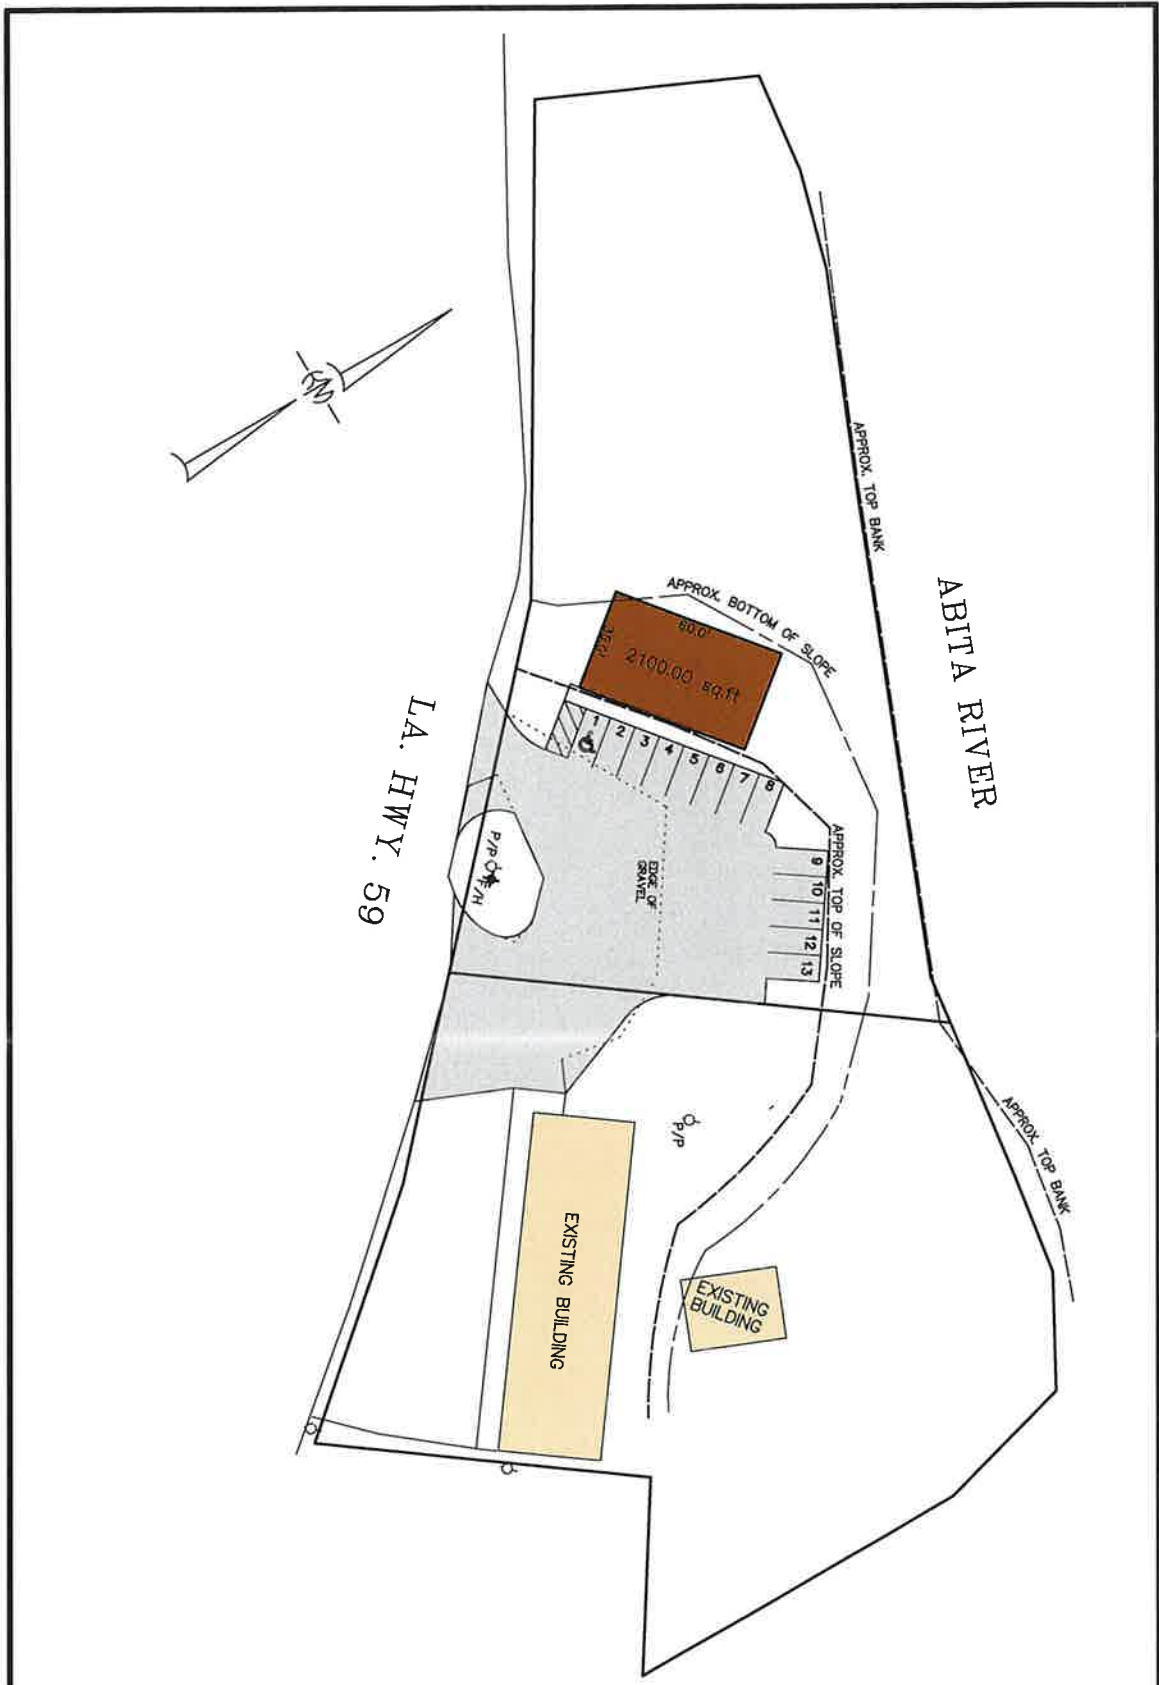 ABITA RIVER
APPROX. TOP BANK
APPROX. BOTTOM OF SLOPE
60.0'
35.0'
2100.00 sq.ft
1
2
3
4
5
6
7
8
APPROX. TOP OF SLOPE
9
10
11
12
13
EDGE OF
GRAVEL
P/P
F/H
LA. HWY. 59
APPROX. TOP BANK
P/P
EXISTING BUILDING
EXISTING
BUILDING
N